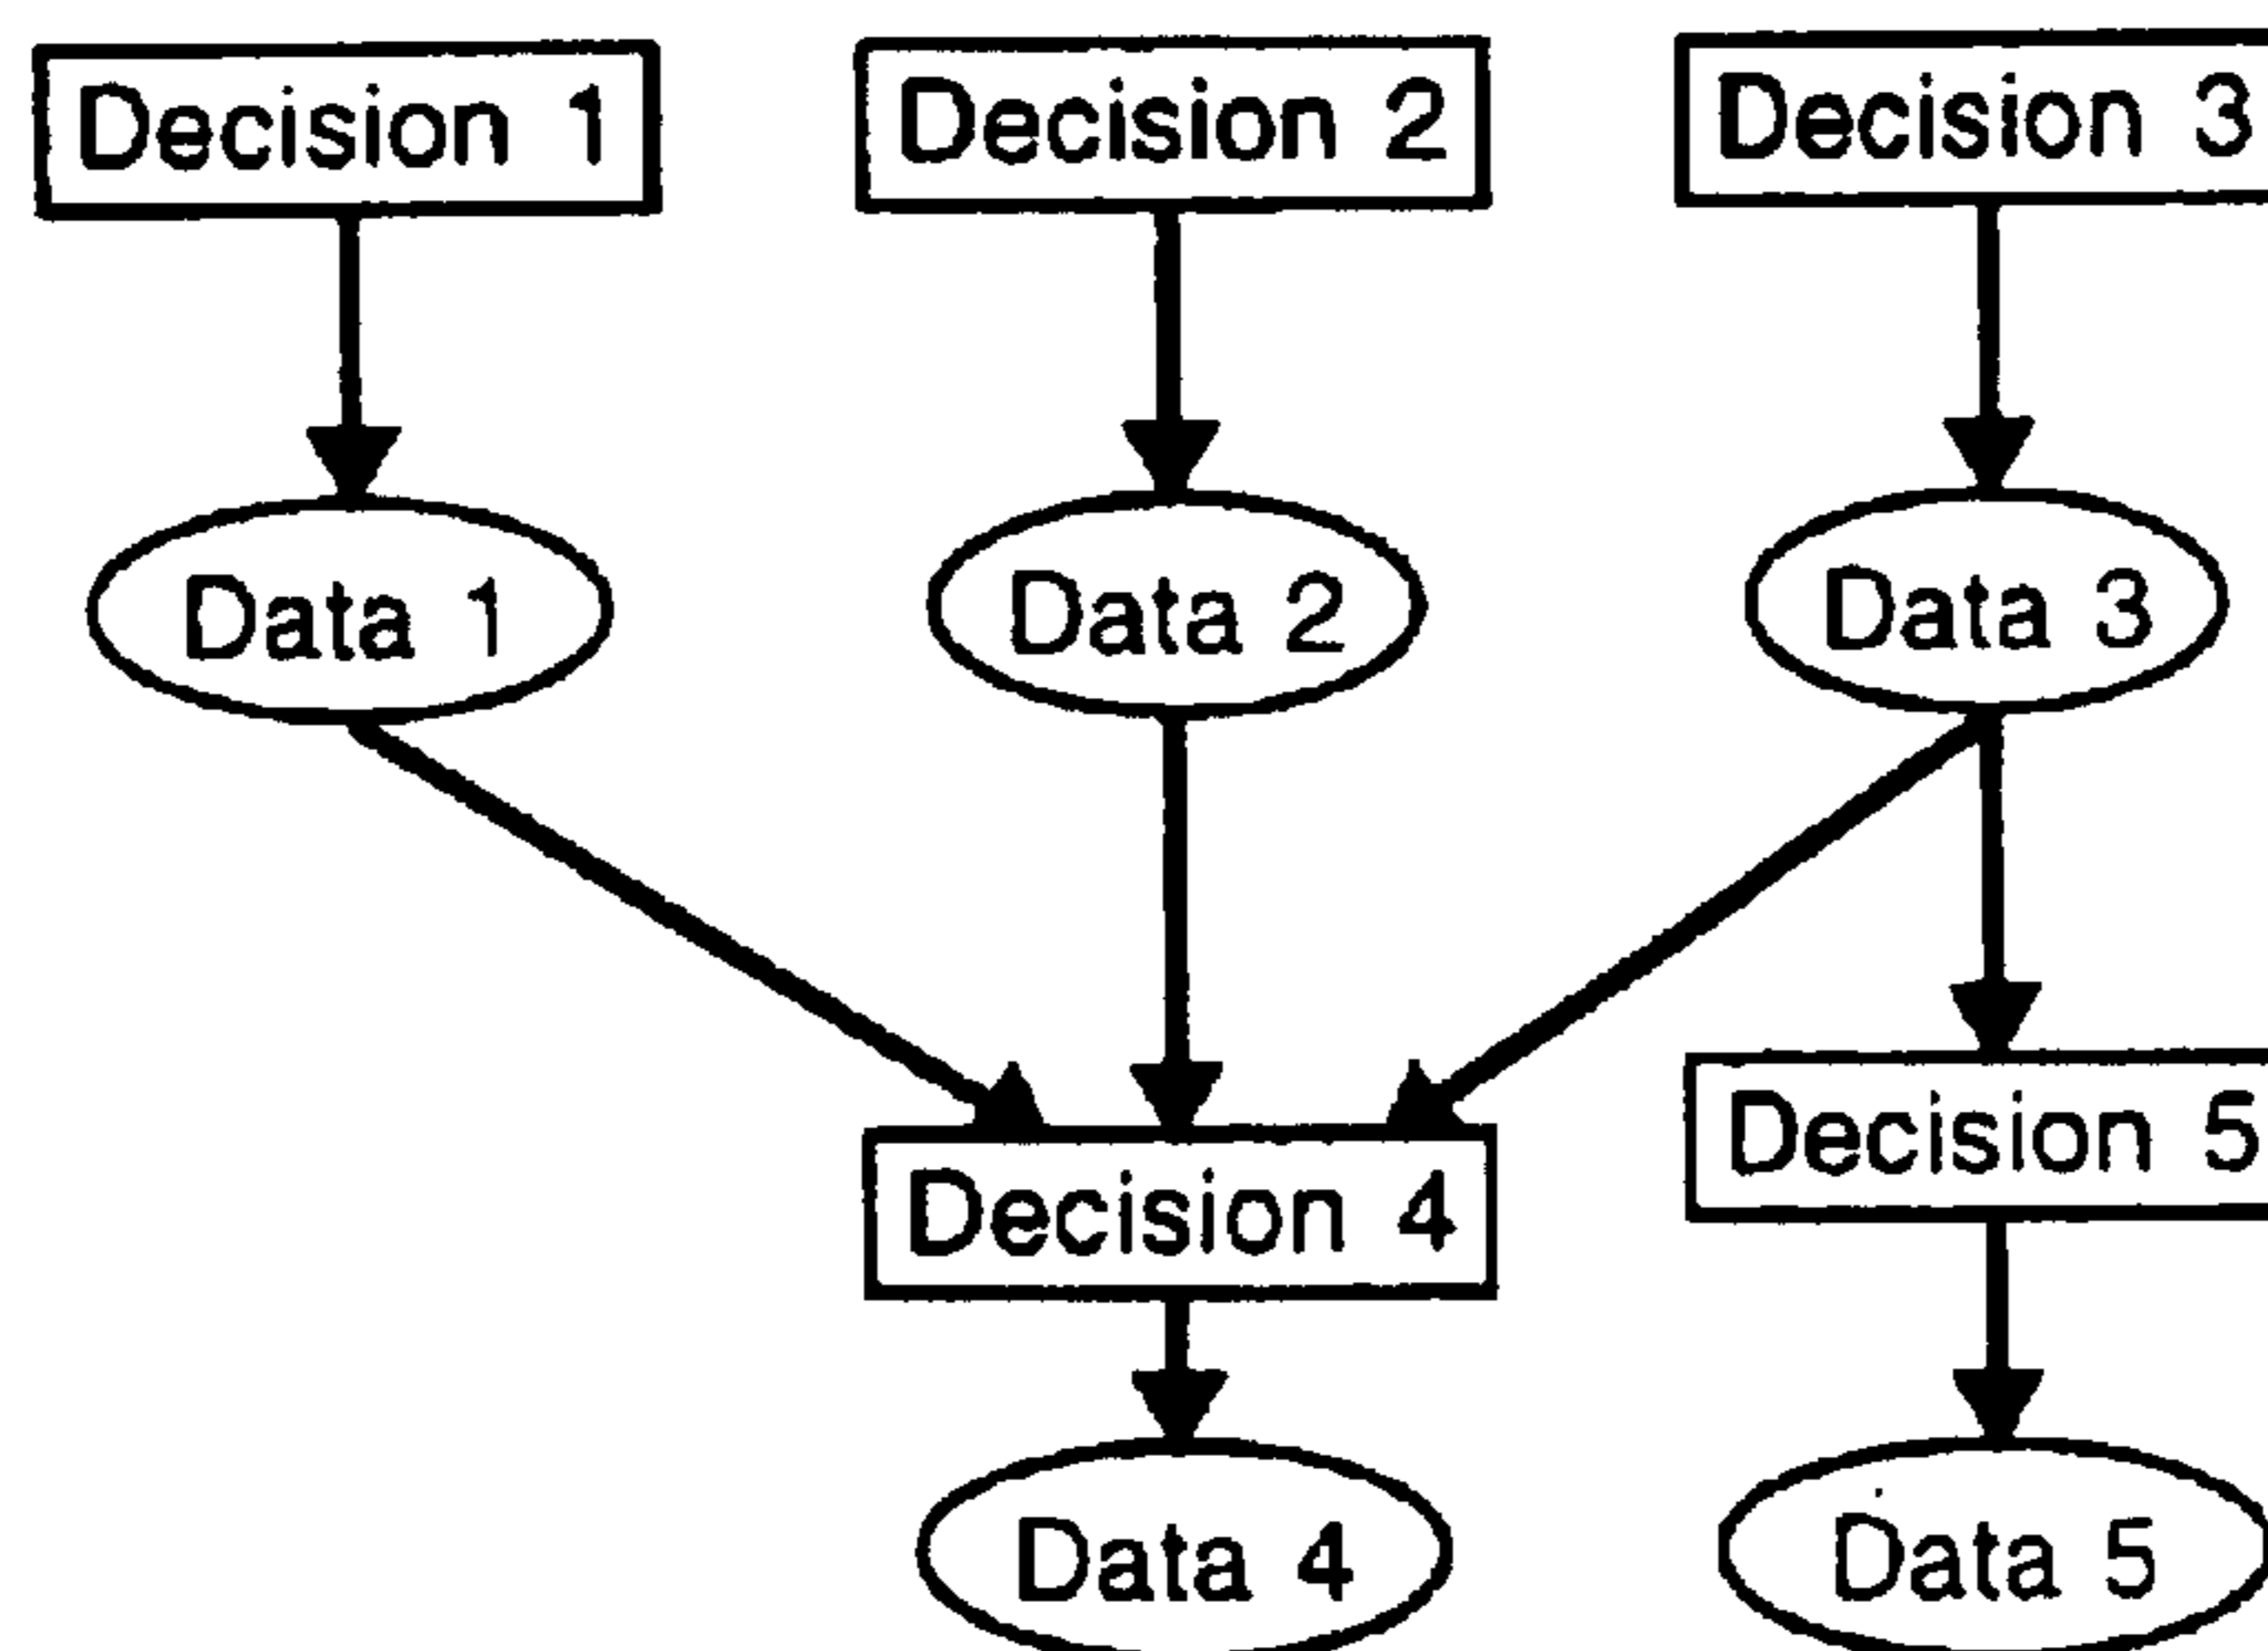 Decision 1
Decision 2
Decision 3
Data 1
Data 2
Data 3
Decision 4
Decision 5
Data 4
Data 5